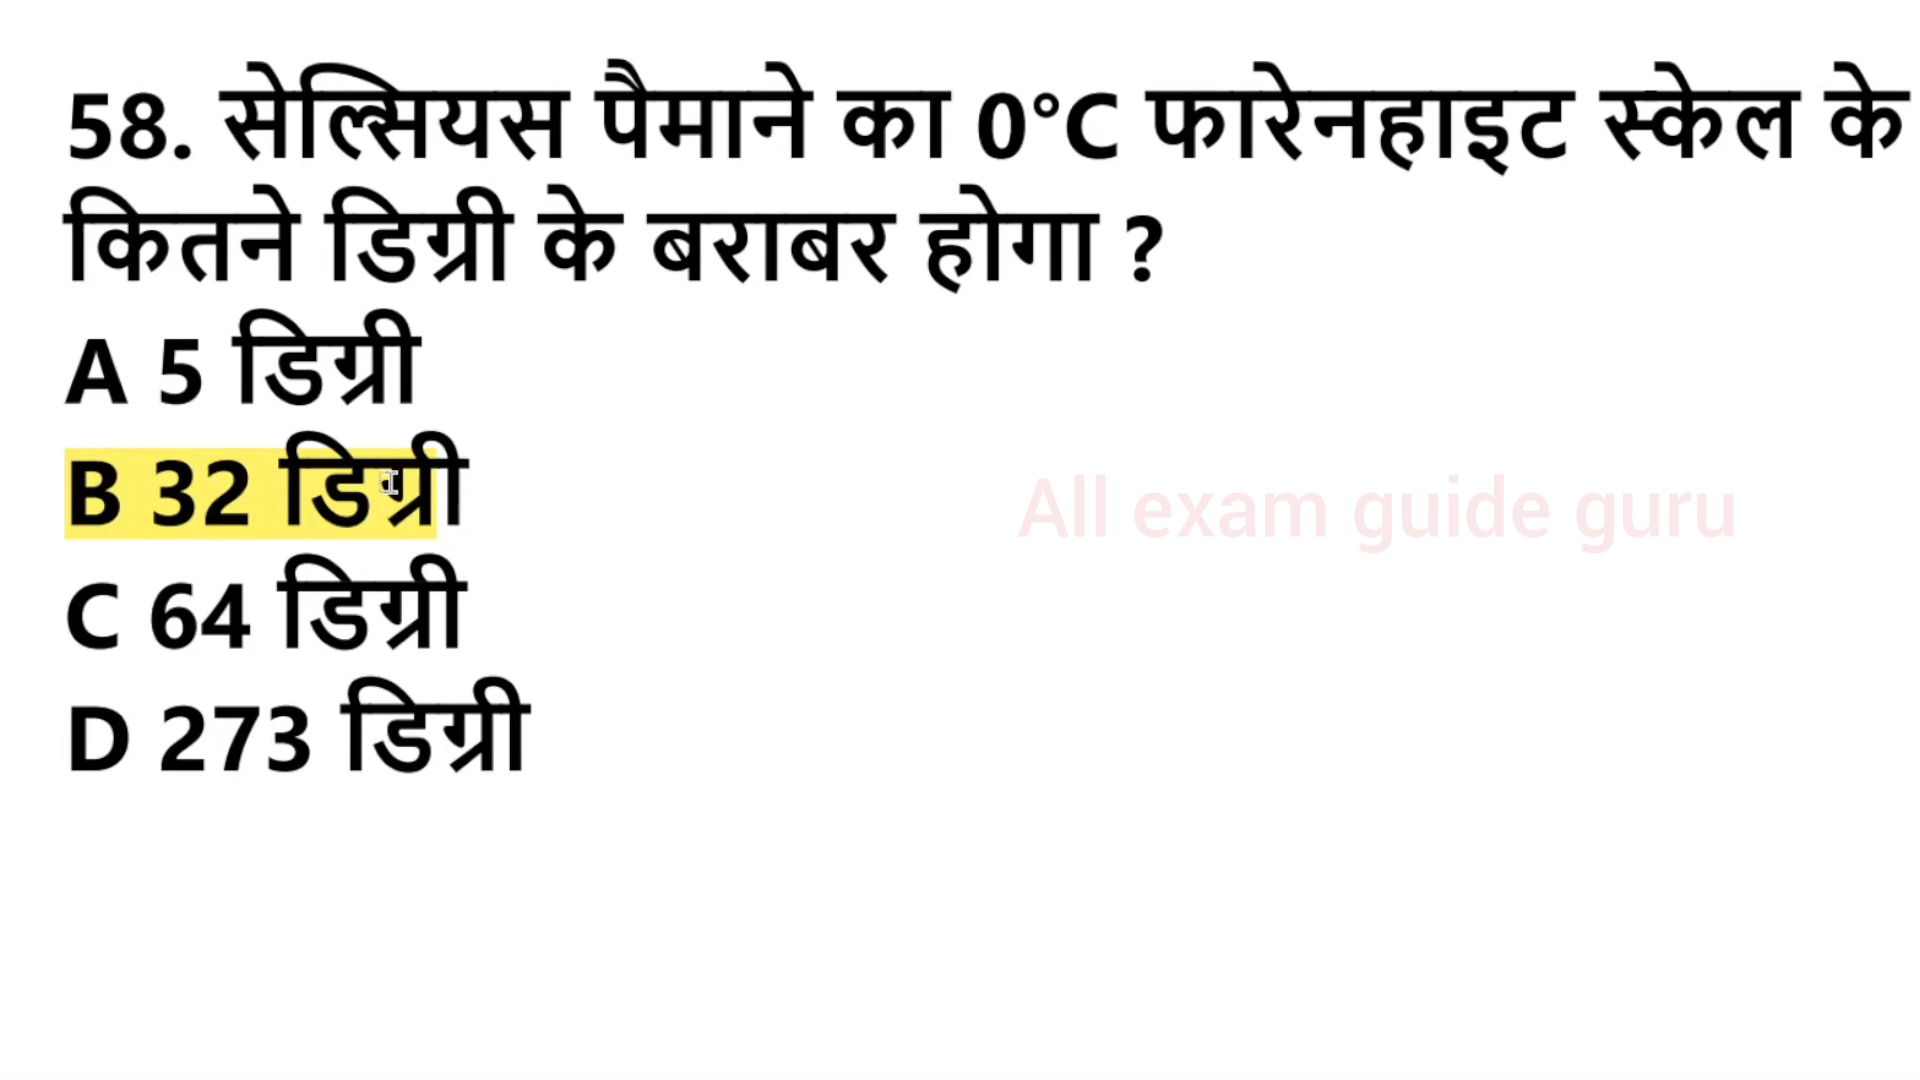 58. सेल्सियस पैमाने का 0°C फारेनहाइट स्केल के
कितने डिग्री के बराबर होगा ?
A 5 डिग्री
B 32 डिग्री
C 64 डिग्री
D 273 डिग्री
All exam guide guru